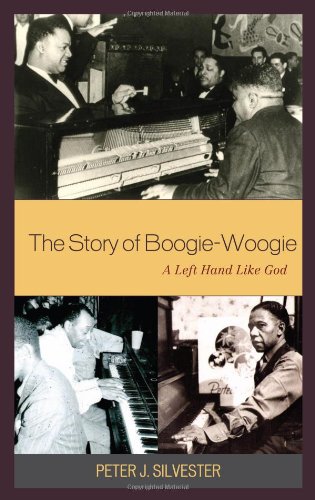 The Story of Boogie-Woogie
A Left Hand Like God
PETER J. SILVESTER